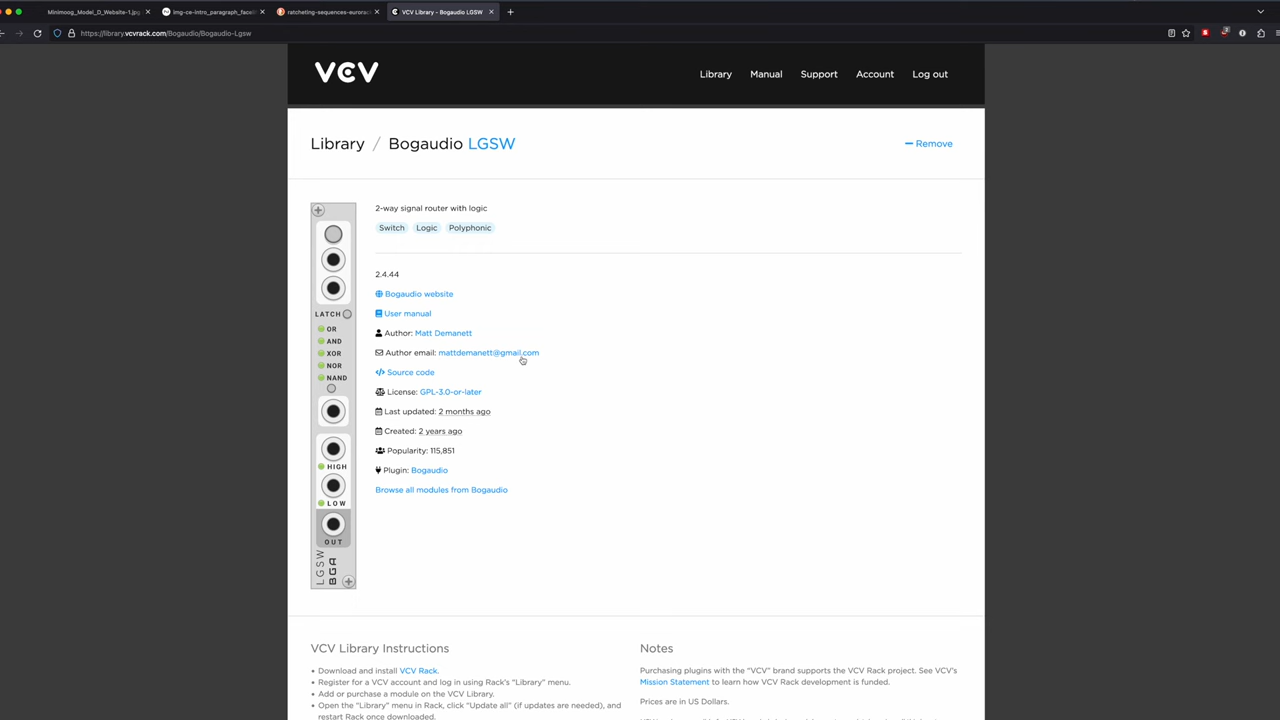 Minimoog_Model_D_Website-1.jpg
img-ce-intro_paragraph_facelift
ratcheting-sequences-eurorack
VCV Library - Bogaudio LGSW
https://library.vcvrack.com/Bogaudio/Bogaudio-Lgsw
VCV
Library Manual Support Account Log out
Library / Bogaudio LGSW
Remove
2-way signal router with logic
Switch Logic Polyphonic
2.4.44
Bogaudio website
User manual
Author: Matt Demanett
Author email: mattdemanett@gmail.com
Source code
License: GPL-3.0-or-later
Last updated: 2 months ago
Created: 2 years ago
Popularity: 115,851
Plugin: Bogaudio
Browse all modules from Bogaudio
LATCH
OR
AND
XOR
NOR
NAND
HIGH
LOW
OUT
LGSW
BGA
VCV Library Instructions
• Download and install VCV Rack.
• Register for a VCV account and log in using Rack's "Library" menu.
• Add or purchase a module on the VCV Library.
• Open the "Library" menu in Rack, click "Update all" (if updates are needed), and
restart Rack once downloaded.
Notes
Purchasing plugins with the "VCV" brand supports the VCV Rack project. See VCV's
Mission Statement to learn how VCV Rack development is funded.
Prices are in US Dollars.